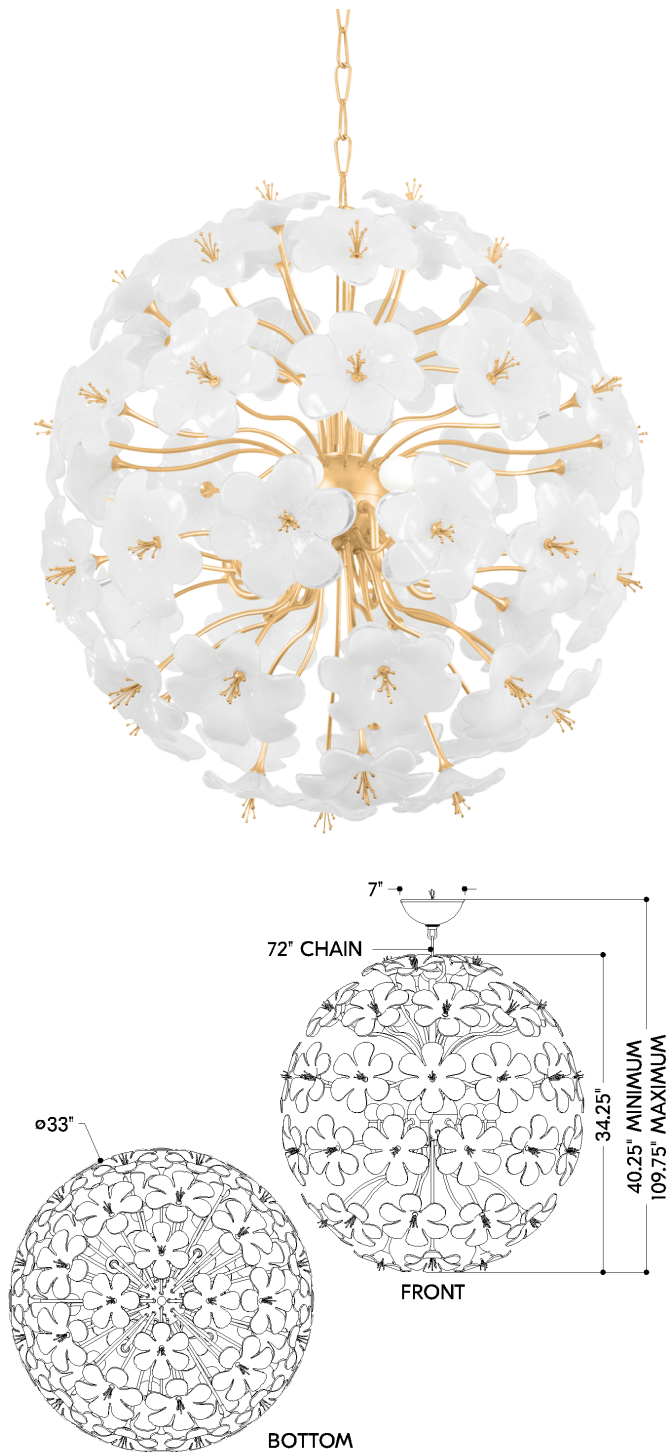 7"
72" CHAIN
34.25"
40.25" MINIMUM
109.75" MAXIMUM
ø33"
FRONT
BOTTOM